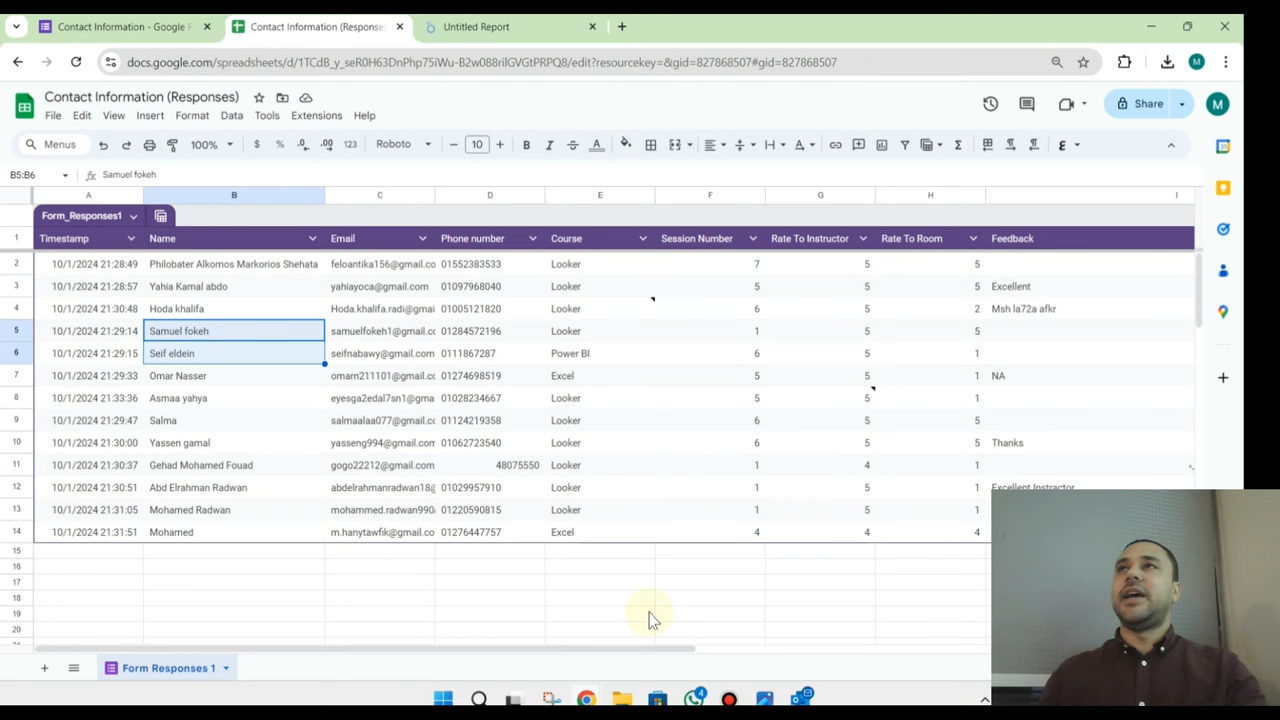 Contact Information - Google F
Contact Information (Response
Untitled Report
docs.google.com/spreadsheets/d/1TCdB_y_seR0H63DnPhp75iWu-B2w088rilGVGtPRPQ8/edit?resourcekey=&gid=827868507#gid=827868507
M
Contact Information (Responses)
File Edit View Insert Format Data Tools Extensions Help
Share
M
Menus 100% $ % .0 .00 123 Roboto 10 B I A
B5:B6 fx Samuel fokeh
A B C D E F G H I
Form_Responses1
1 Timestamp Name Email Phone number Course Session Number Rate To Instructor Rate To Room Feedback
2 10/1/2024 21:28:49 Philobater Alkomos Markorios Shehata feloantika156@gmail.co 01552383533 Looker 7 5 5
3 10/1/2024 21:28:57 Yahia Kamal abdo yahiayoca@gmail.com 01097968040 Looker 5 5 5 Excellent
4 10/1/2024 21:30:48 Hoda khalifa Hoda.khalifa.radi@gmai 01005121820 Looker 6 5 2 Msh la72a afkr
5 10/1/2024 21:29:14 Samuel fokeh samuelfokeh1@gmail.cc 01284572196 Looker 1 5 5
6 10/1/2024 21:29:15 Seif eldein seifnabawy@gmail.com 0111867287 Power BI 6 5 1
7 10/1/2024 21:29:33 Omar Nasser omarn211101@gmail.co 01274698519 Excel 5 5 1 NA
8 10/1/2024 21:33:36 Asmaa yahya eyesga2edal7sn1@gma 01028234667 Looker 5 5 1
9 10/1/2024 21:29:47 Salma salmaalaa077@gmail.co 01124219358 Looker 6 5 5
10 10/1/2024 21:30:00 Yassen gamal yasseng994@gmail.com 01062723540 Looker 6 5 5 Thanks
11 10/1/2024 21:30:37 Gehad Mohamed Fouad gogo22212@gmail.com 48075550 Looker 1 4 1
12 10/1/2024 21:30:51 Abd Elrahman Radwan abdelrahmanradwan18@ 01029957910 Looker 1 5 1 Excellent Instructor
13 10/1/2024 21:31:05 Mohamed Radwan mohammed.radwan990 01220590815 Looker 1 5 1
14 10/1/2024 21:31:51 Mohamed m.hanytawfik@gmail.co 01276447757 Excel 4 4 4
15
16
17
18
19
20
Form Responses 1
4